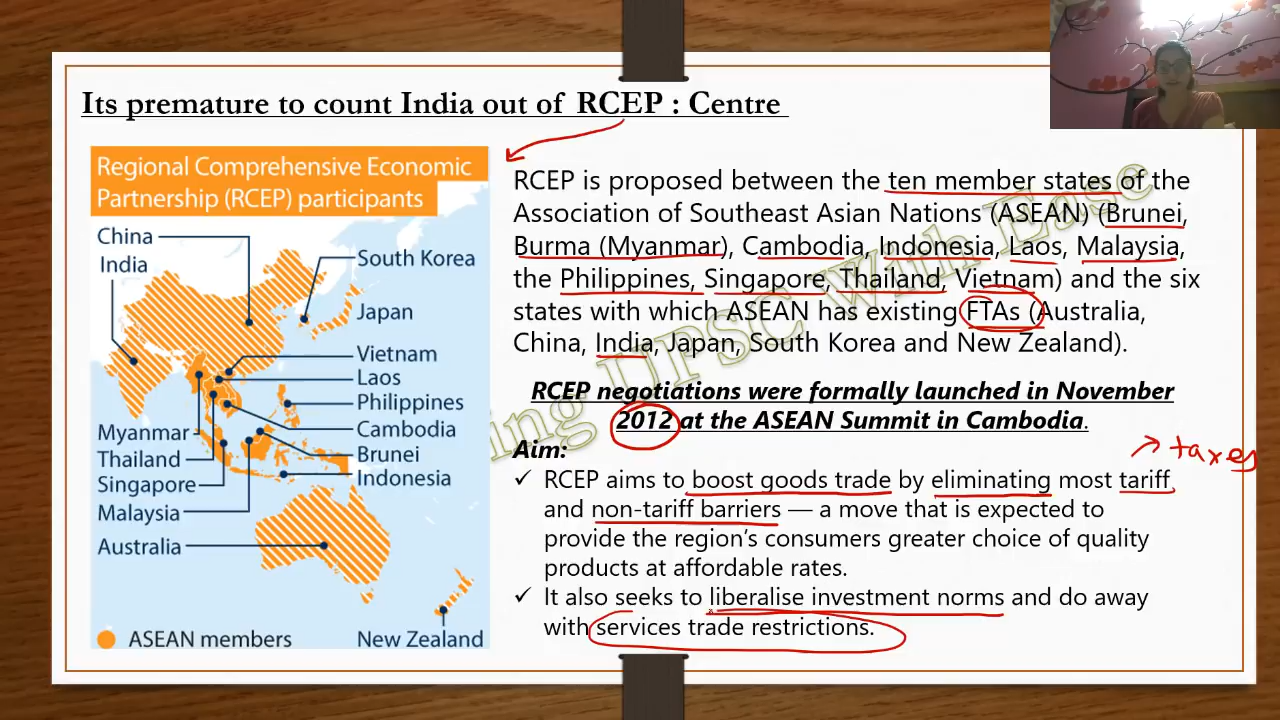 Its premature to count India out of RCEP : Centre
Regional Comprehensive Economic
Partnership (RCEP) participants
China
India
South Korea
Japan
Vietnam
Laos
Philippines
Cambodia
Brunei
Indonesia
Myanmar
Thailand
Singapore
Malaysia
Australia
New Zealand
ASEAN members
RCEP is proposed between the ten member states of the
Association of Southeast Asian Nations (ASEAN) (Brunei,
Burma (Myanmar), Cambodia, Indonesia, Laos, Malaysia,
the Philippines, Singapore, Thailand, Vietnam) and the six
states with which ASEAN has existing FTAs (Australia,
China, India, Japan, South Korea and New Zealand).
RCEP negotiations were formally launched in November
2012 at the ASEAN Summit in Cambodia.
Aim:
taxes
✓ RCEP aims to boost goods trade by eliminating most tariff
and non-tariff barriers — a move that is expected to
provide the region's consumers greater choice of quality
products at affordable rates.
✓ It also seeks to liberalise investment norms and do away
with services trade restrictions.
UPSC With Ease